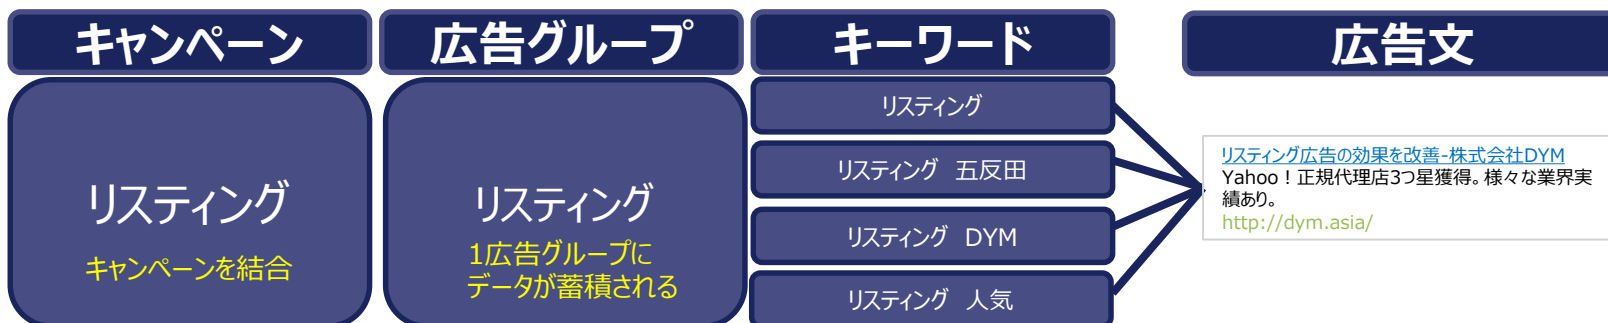 キャンペーン
広告グループ
キーワード
広告文
リスティング
キャンペーンを結合
リスティング
1広告グループに
データが蓄積される
リスティング
リスティング 五反田
リスティング DYM
リスティング 人気
リスティング広告の効果を改善-株式会社DYM
Yahoo！正規代理店3つ星獲得。様々な業界実
績あり。
http://dym.asia/